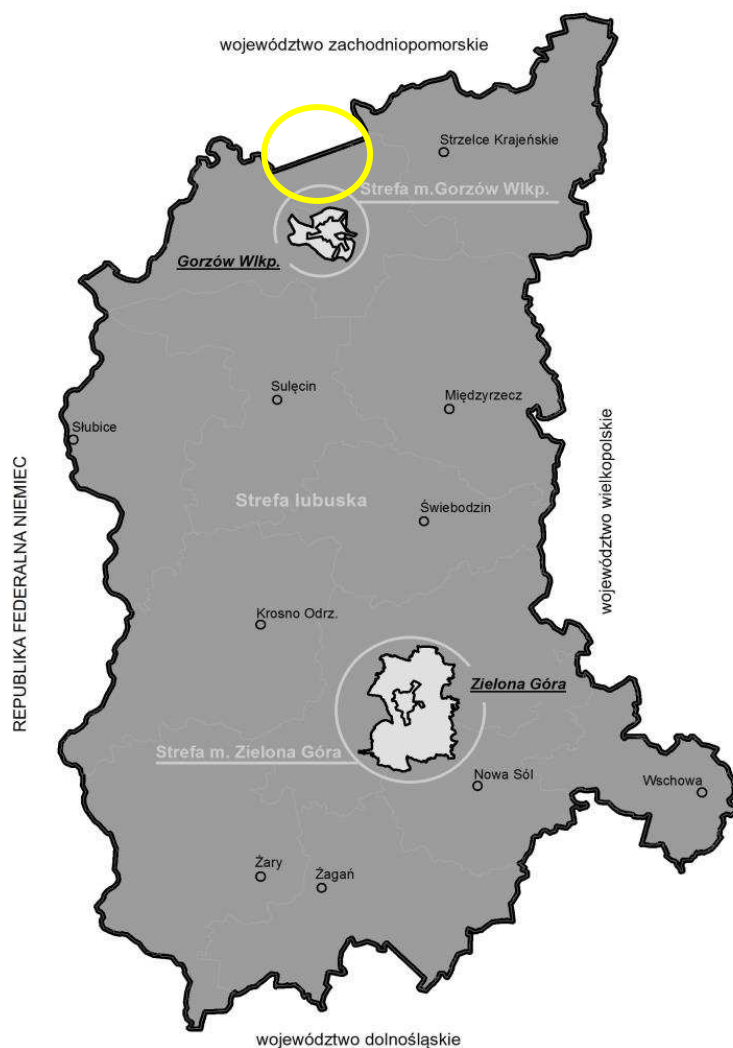 województwo zachodniopomorskie
Strzelce Krajeńskie
Strefa m.Gorzów Wlkp.
Gorzów Wlkp.
Sulęcin
Międzyrzecz
Słubice
Strefa lubuska
Świebodzin
REPUBLIKA FEDERALNA NIEMIEC
województwo wielkopolskie
Krosno Odrz.
Zielona Góra
Strefa m. Zielona Góra
Nowa Sól
Wschowa
Żary
Żagań
województwo dolnośląskie